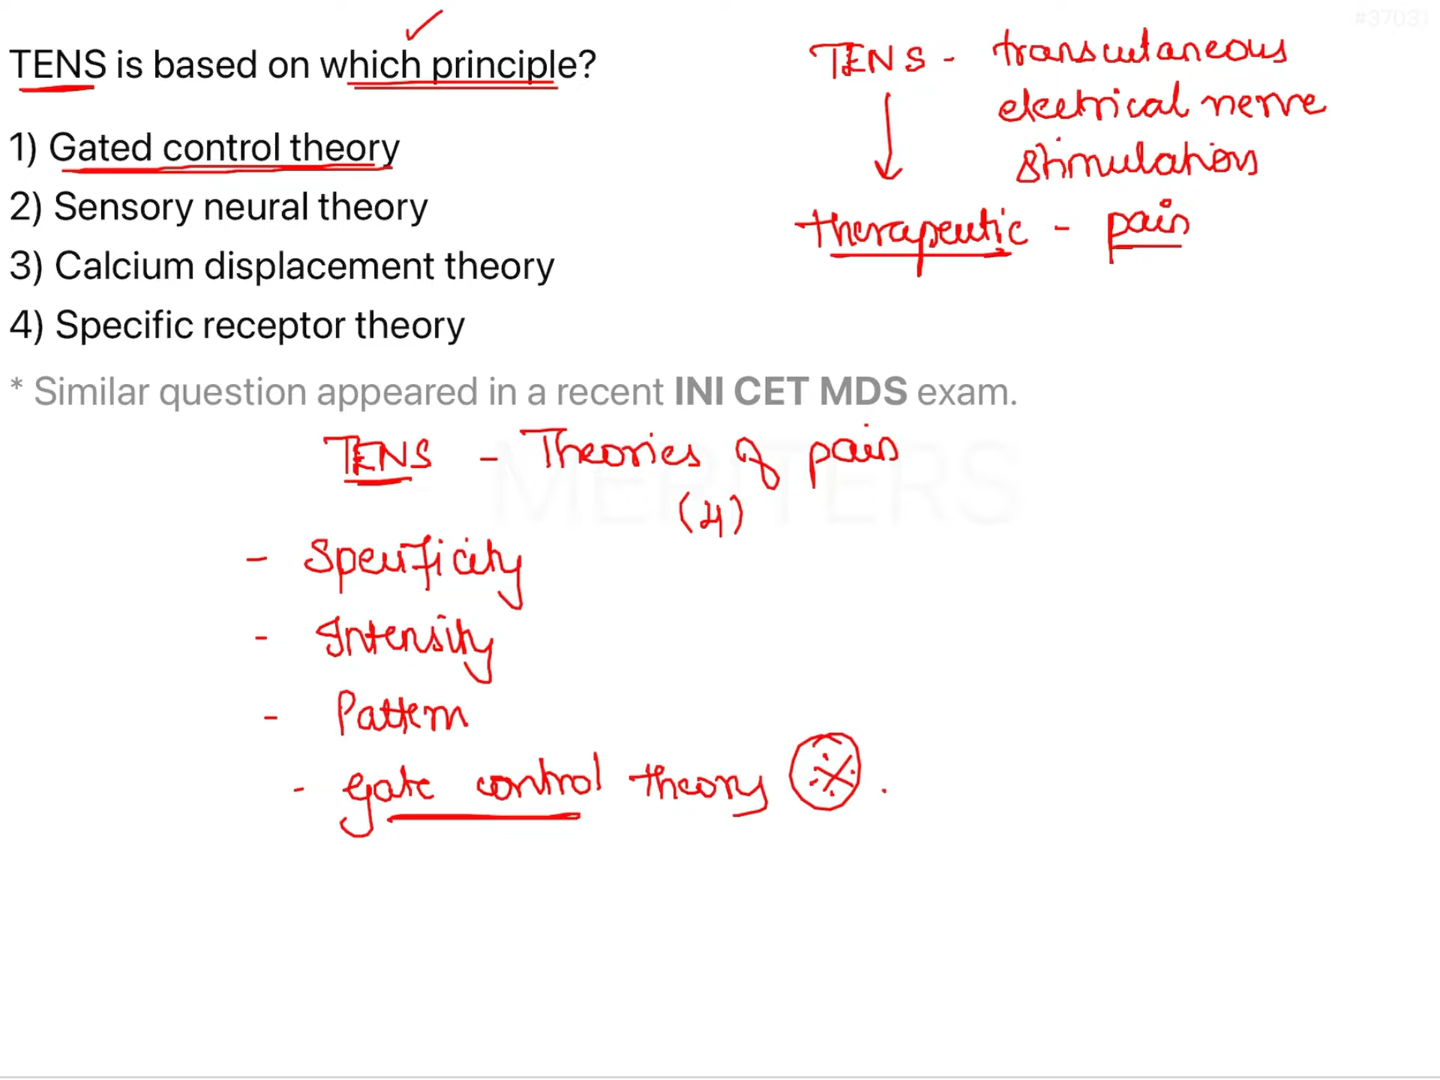 #37031
TENS is based on which principle?
1) Gated control theory
2) Sensory neural theory
3) Calcium displacement theory
4) Specific receptor theory
* Similar question appeared in a recent INI CET MDS exam.
TENS - transcutaneous
electrical nerve
stimulation
therapeutic - pain
TENS - Theories of pain
(4)
- Specificity
- Intensity
- Pattern
- gate control theory
MERITERS